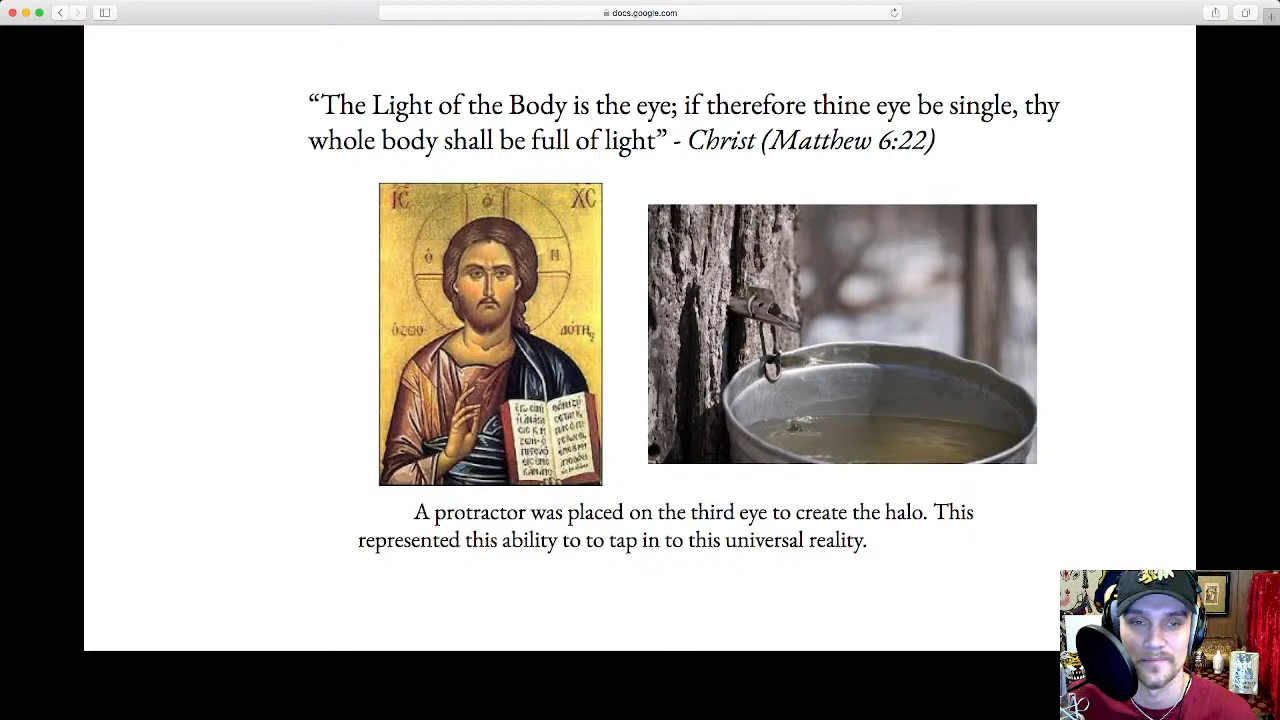 docs.google.com
“The Light of the Body is the eye; if therefore thine eye be single, thy
whole body shall be full of light” - Christ (Matthew 6:22)
IC
XC
A protractor was placed on the third eye to create the halo. This
represented this ability to to tap in to this universal reality.